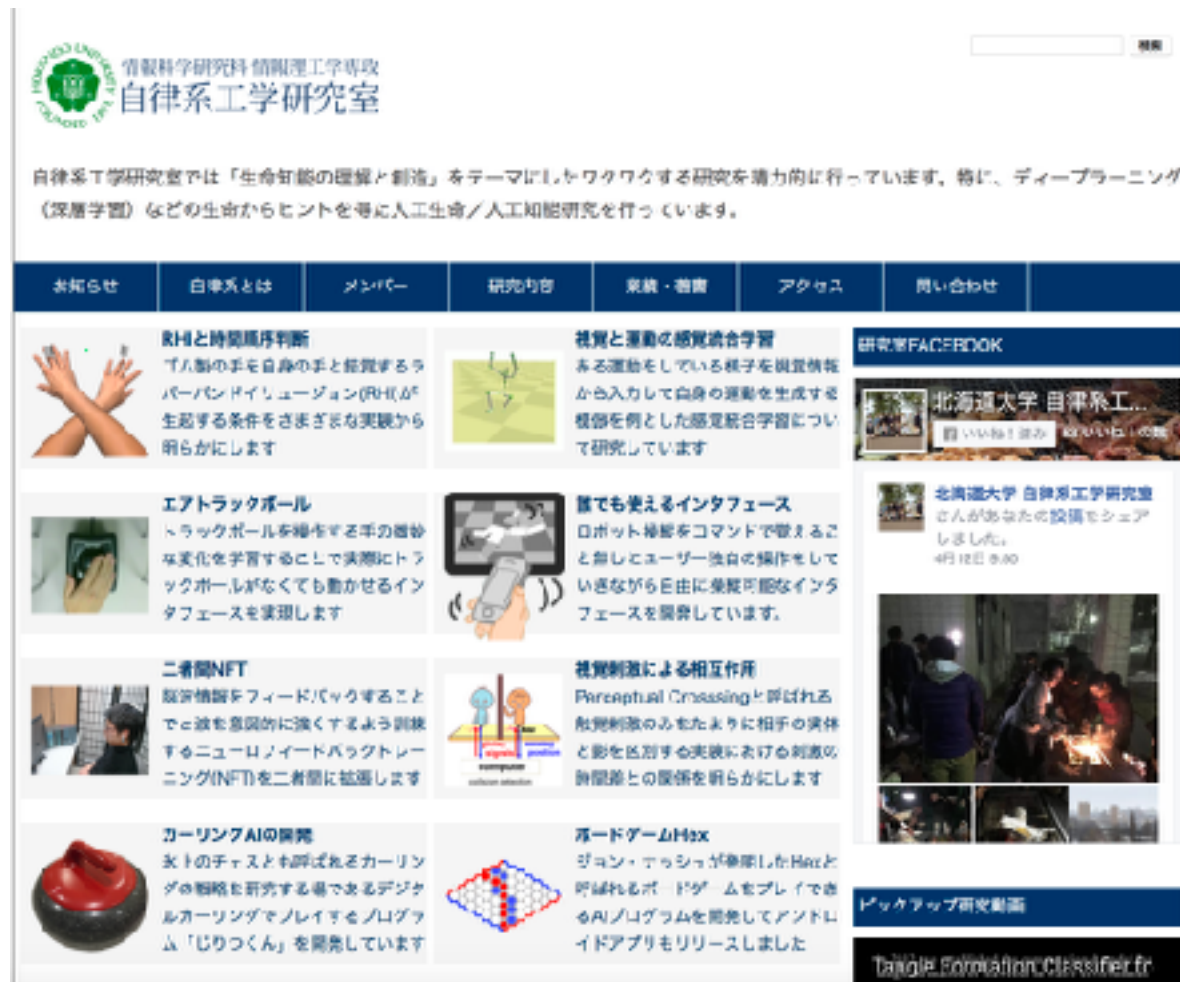 HOKKAIDO UNIVERSITY
FOUNDED 1876
検索
情報科学研究科 情報理工学専攻
自律系工学研究室
自律系工学研究室では「生命知能の理解と創造」をテーマにしたワクワクする研究を精力的に行っています。特に、ディープラーニング
（深層学習）などの生命からヒントを得た人工生命／人工知能研究を行っています。
お知らせ
自律系とは
メンバー
研究内容
業績・著書
アクセス
問い合わせ
RHIと時間順序判断
ゴム製の手を自身の手と錯覚するラ
バーハンドイリュージョン(RHI)が
生起する条件をさまざまな実験から
明らかにします
視覚と運動の感覚統合学習
ある運動をしている様子を視覚情報
から入力して自身の運動を生成する
模倣を例とした感覚統合学習につい
て研究しています
エアトラックボール
トラックボールを操作する手の微妙
な変化を学習することで実際にトラ
ックボールがなくても動かせるイン
タフェースを実現します
誰でも使えるインタフェース
ロボット操縦をコマンドで覚えるこ
と無しにユーザー独自の操作をして
いきながら自由に操縦可能なインタ
フェースを開発しています。
二者間NFT
脳波情報をフィードバックすること
で脳波を意図的に強くするよう訓練
するニューロフィードバックトレー
ニング(NFT)を二者間に拡張します
視覚刺激による相互作用
Perceptual Crosssingと呼ばれる
触覚刺激のみをたよりに相手の実体
と影を区別する実験における刺激の
時間差との関係を明らかにします
computer
collision detection
カーリングAIの開発
氷上のチェスとも呼ばれるカーリン
グの戦略を研究する場であるデジタ
ルカーリングでプレイするプログラ
ム「じりつくん」を開発しています
ボードゲームHex
ジョン・ナッシュが発明したHexと
呼ばれるボードゲームをプレイでき
るAIプログラムを開発してアンドロ
イドアプリもリリースしました
研究室FACEBOOK
北海道大学 自律系工...
いいね！済み
北海道大学 自律系工学研究室
さんがあなたの投稿をシェア
しました。
4月12日
ピックアップ研究動画
Tangle.Formation.Classifier.fr